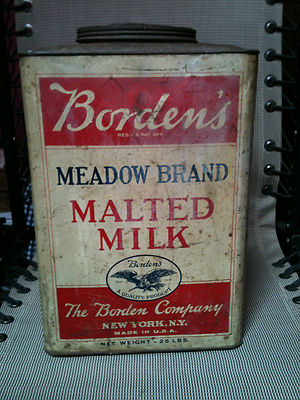 Borden's
REG. U.S. PAT. OFF.
MEADOW BRAND
MALTED
MILK
Borden's
A QUALITY PRODUCT
The Borden Company
NEW YORK, N.Y.
MADE IN U.S.A.
NET WEIGHT - 25 LBS.